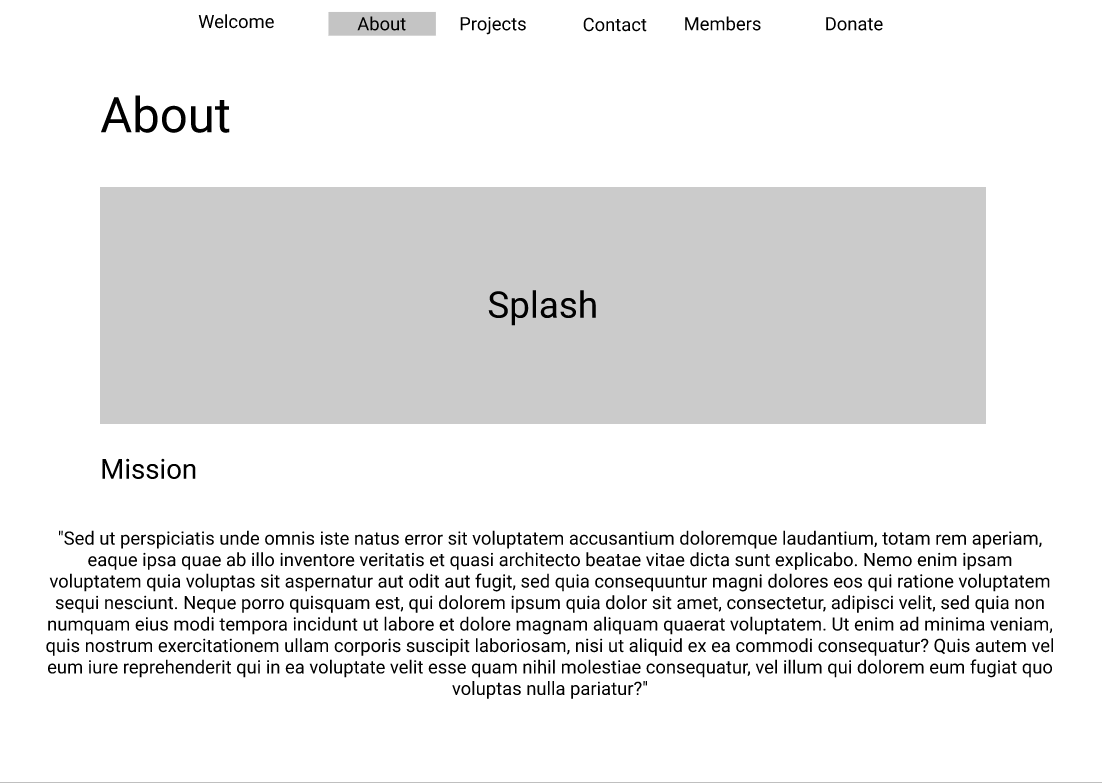 Welcome About Projects Contact Members Donate
About
Splash
Mission
"Sed ut perspiciatis unde omnis iste natus error sit voluptatem accusantium doloremque laudantium, totam rem aperiam,
eaque ipsa quae ab illo inventore veritatis et quasi architecto beatae vitae dicta sunt explicabo. Nemo enim ipsam
voluptatem quia voluptas sit aspernatur aut odit aut fugit, sed quia consequuntur magni dolores eos qui ratione voluptatem
sequi nesciunt. Neque porro quisquam est, qui dolorem ipsum quia dolor sit amet, consectetur, adipisci velit, sed quia non
numquam eius modi tempora incidunt ut labore et dolore magnam aliquam quaerat voluptatem. Ut enim ad minima veniam,
quis nostrum exercitationem ullam corporis suscipit laboriosam, nisi ut aliquid ex ea commodi consequatur? Quis autem vel
eum iure reprehenderit qui in ea voluptate velit esse quam nihil molestiae consequatur, vel illum qui dolorem eum fugiat quo
voluptas nulla pariatur?"